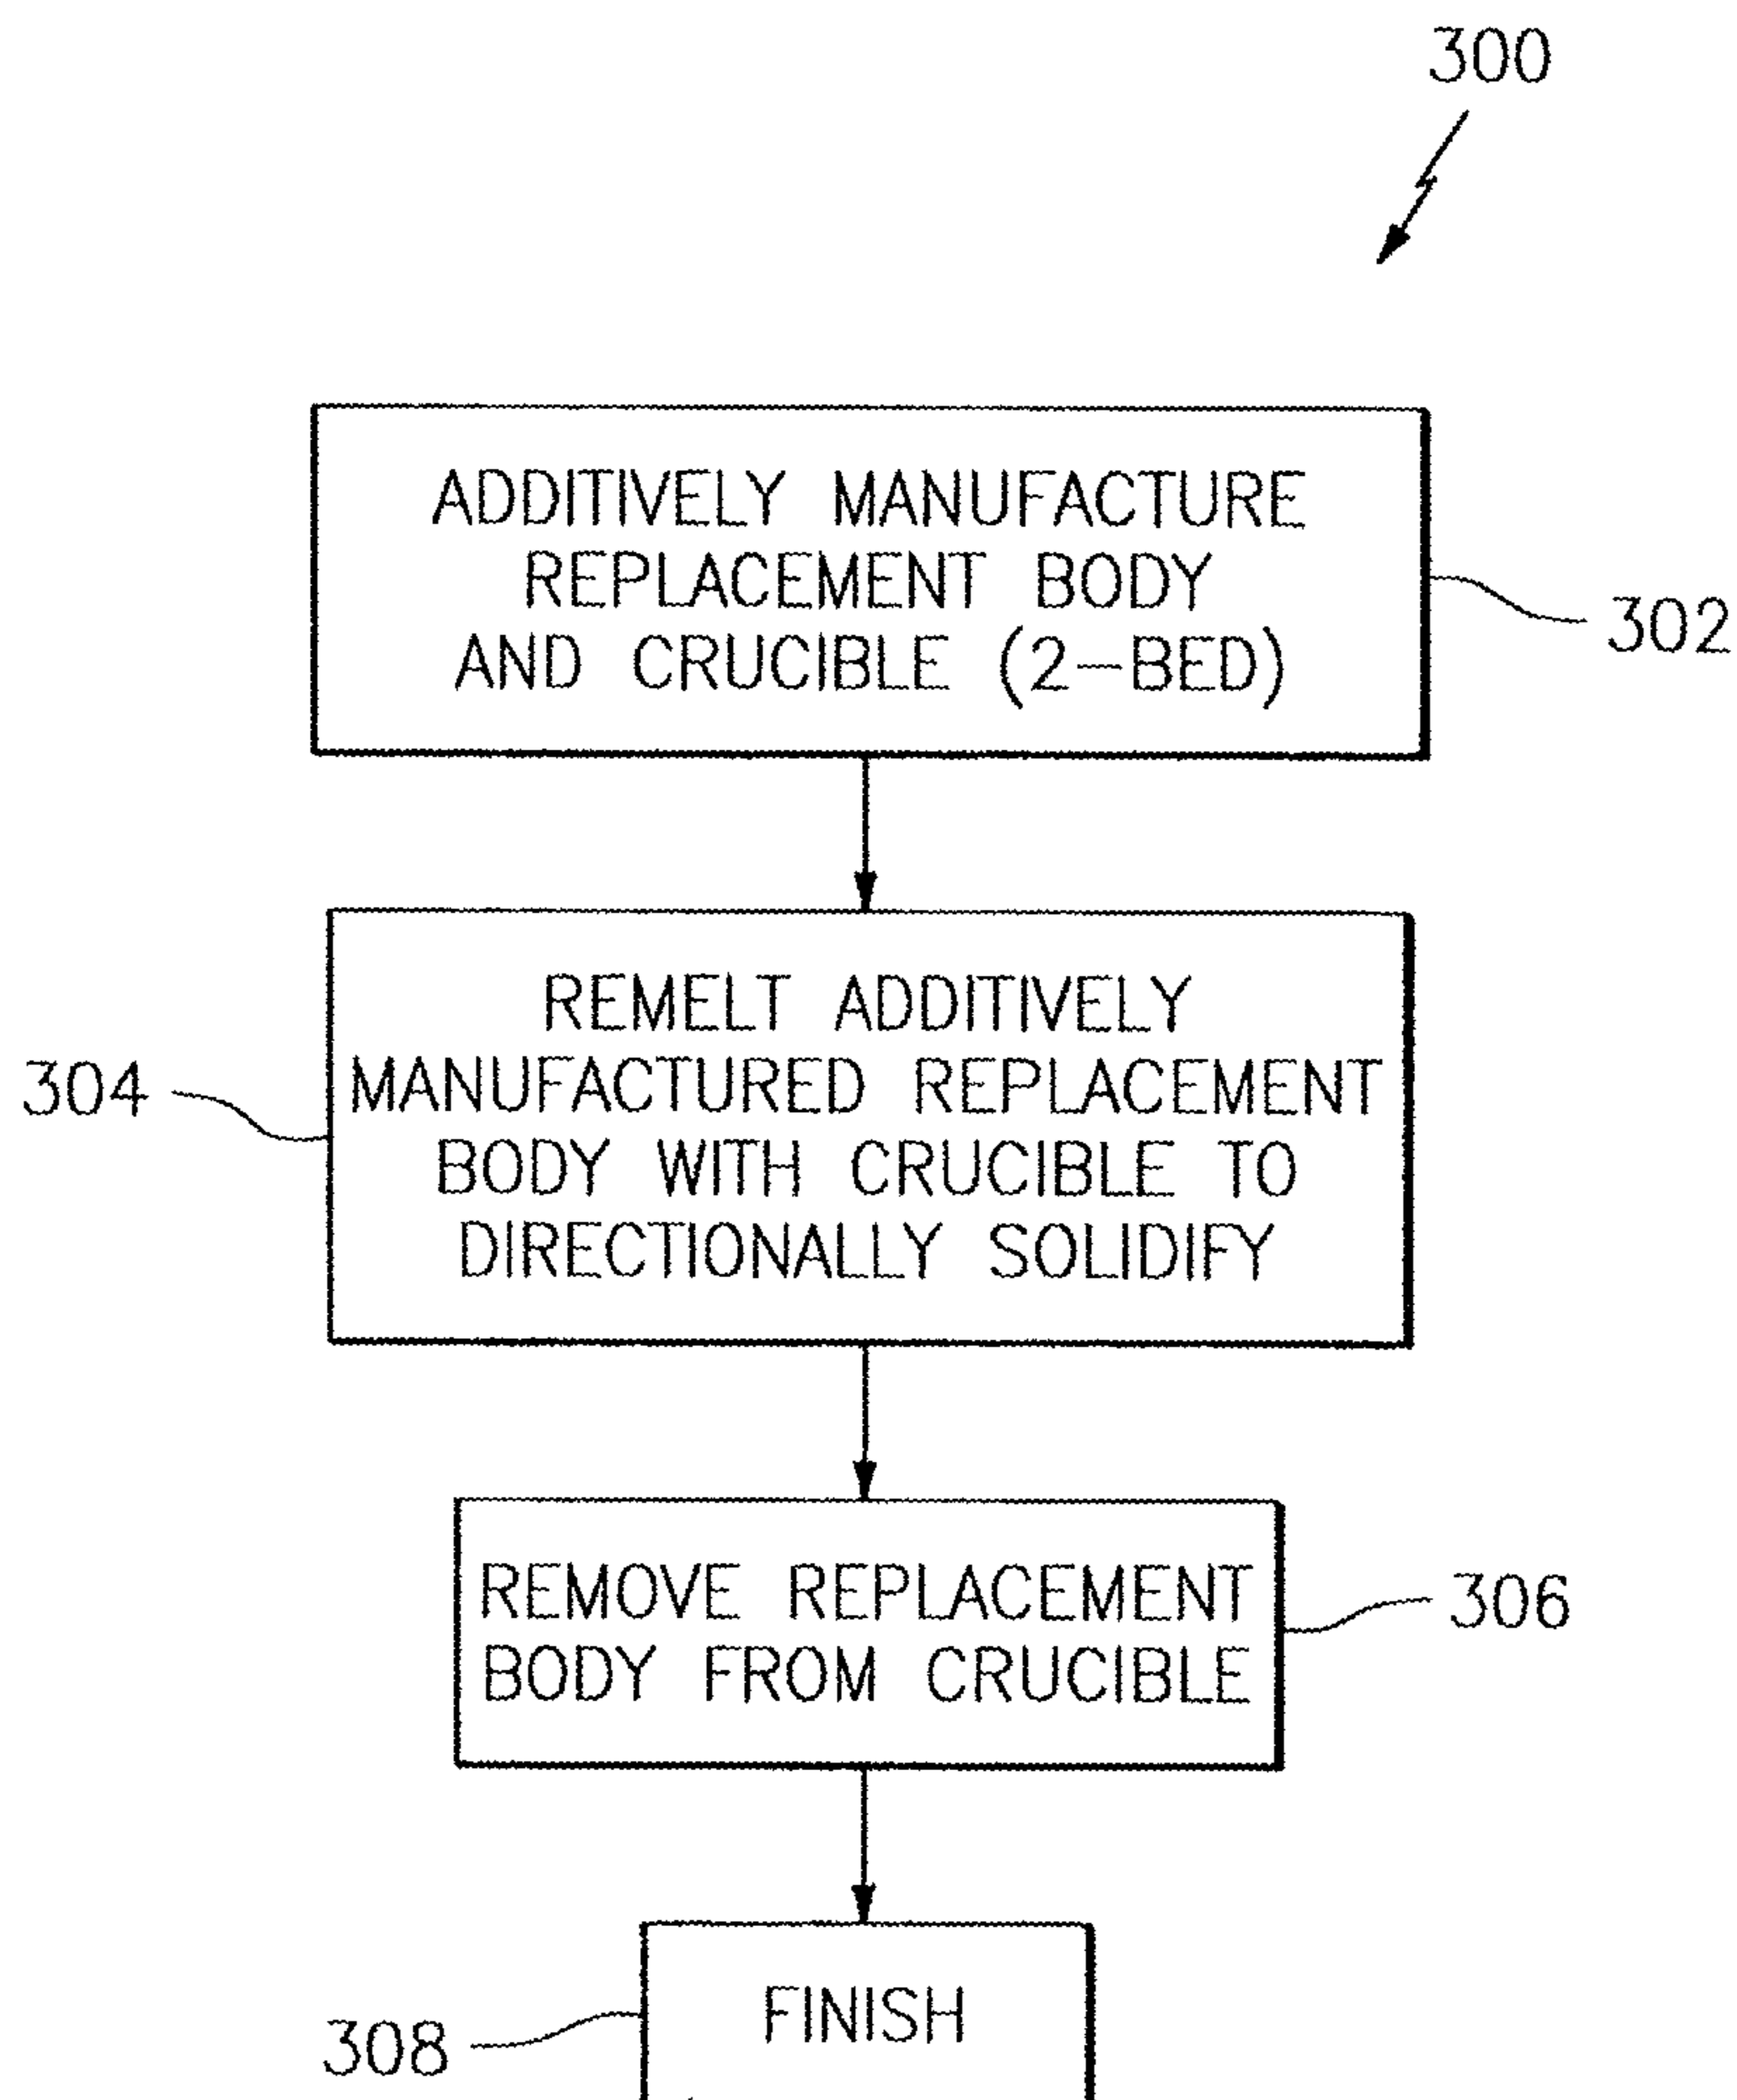 300
ADDITIVELY MANUFACTURE
REPLACEMENT BODY
AND CRUCIBLE (2-BED)
302
REMELT ADDITIVELY
MANUFACTURED REPLACEMENT
BODY WITH CRUCIBLE TO
DIRECTIONALLY SOLIDIFY
304
REMOVE REPLACEMENT
BODY FROM CRUCIBLE
306
FINISH
308